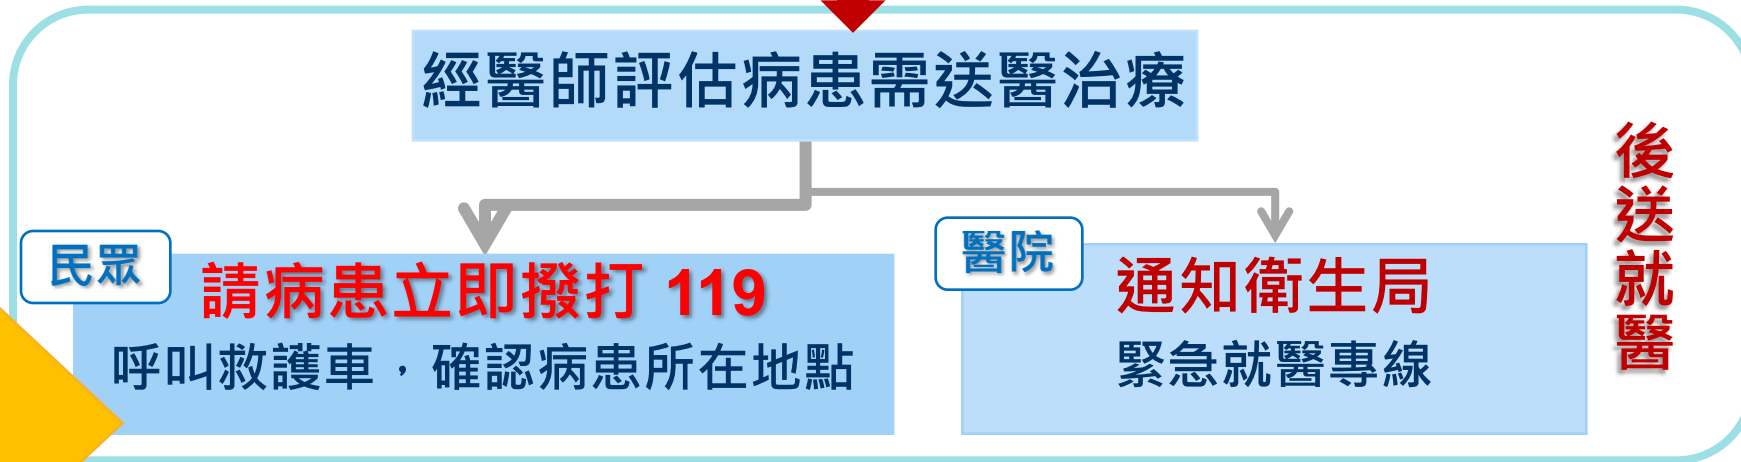 經醫師評估病患需送醫治療
民眾
請病患立即撥打 119
呼叫救護車，確認病患所在地點
醫院
通知衛生局
緊急就醫專線
後送就醫